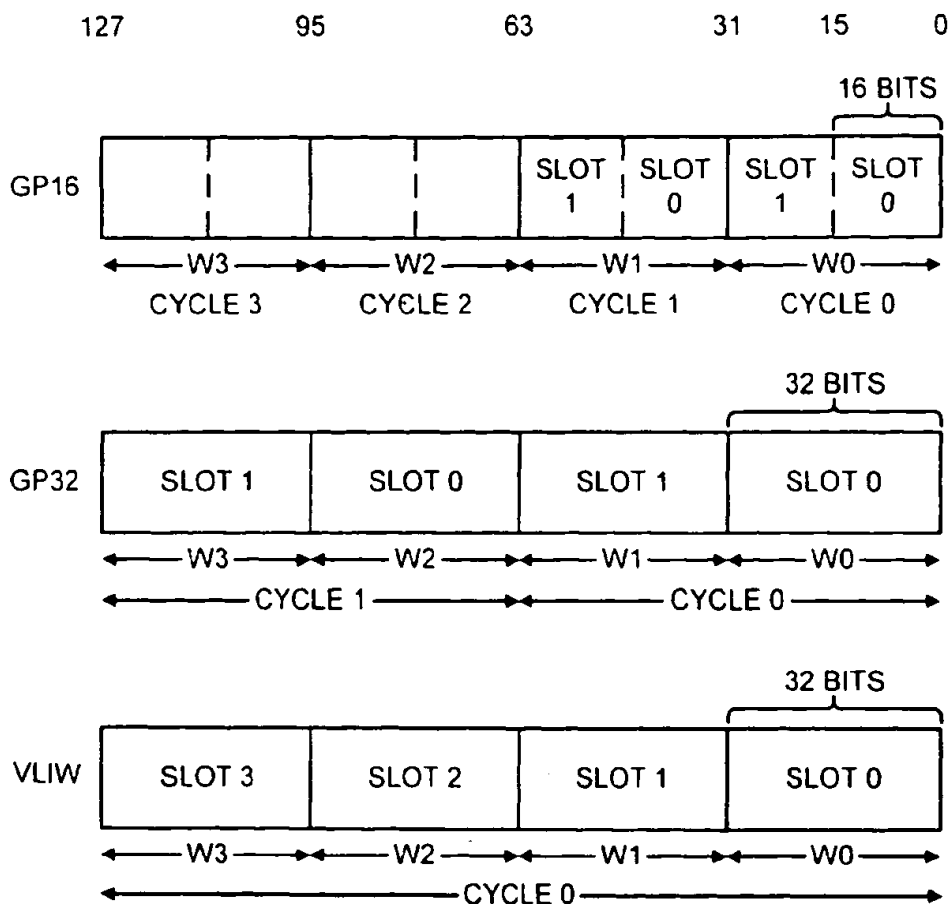 127 95 63 31 15 0
16 BITS
GP16
SLOT 1 SLOT 0 SLOT 1 SLOT 0
W3 W2 W1 W0
CYCLE 3 CYCLE 2 CYCLE 1 CYCLE 0
32 BITS
GP32 SLOT 1 SLOT 0 SLOT 1 SLOT 0
W3 W2 W1 W0
CYCLE 1 CYCLE 0
32 BITS
VLIW SLOT 3 SLOT 2 SLOT 1 SLOT 0
W3 W2 W1 W0
CYCLE 0